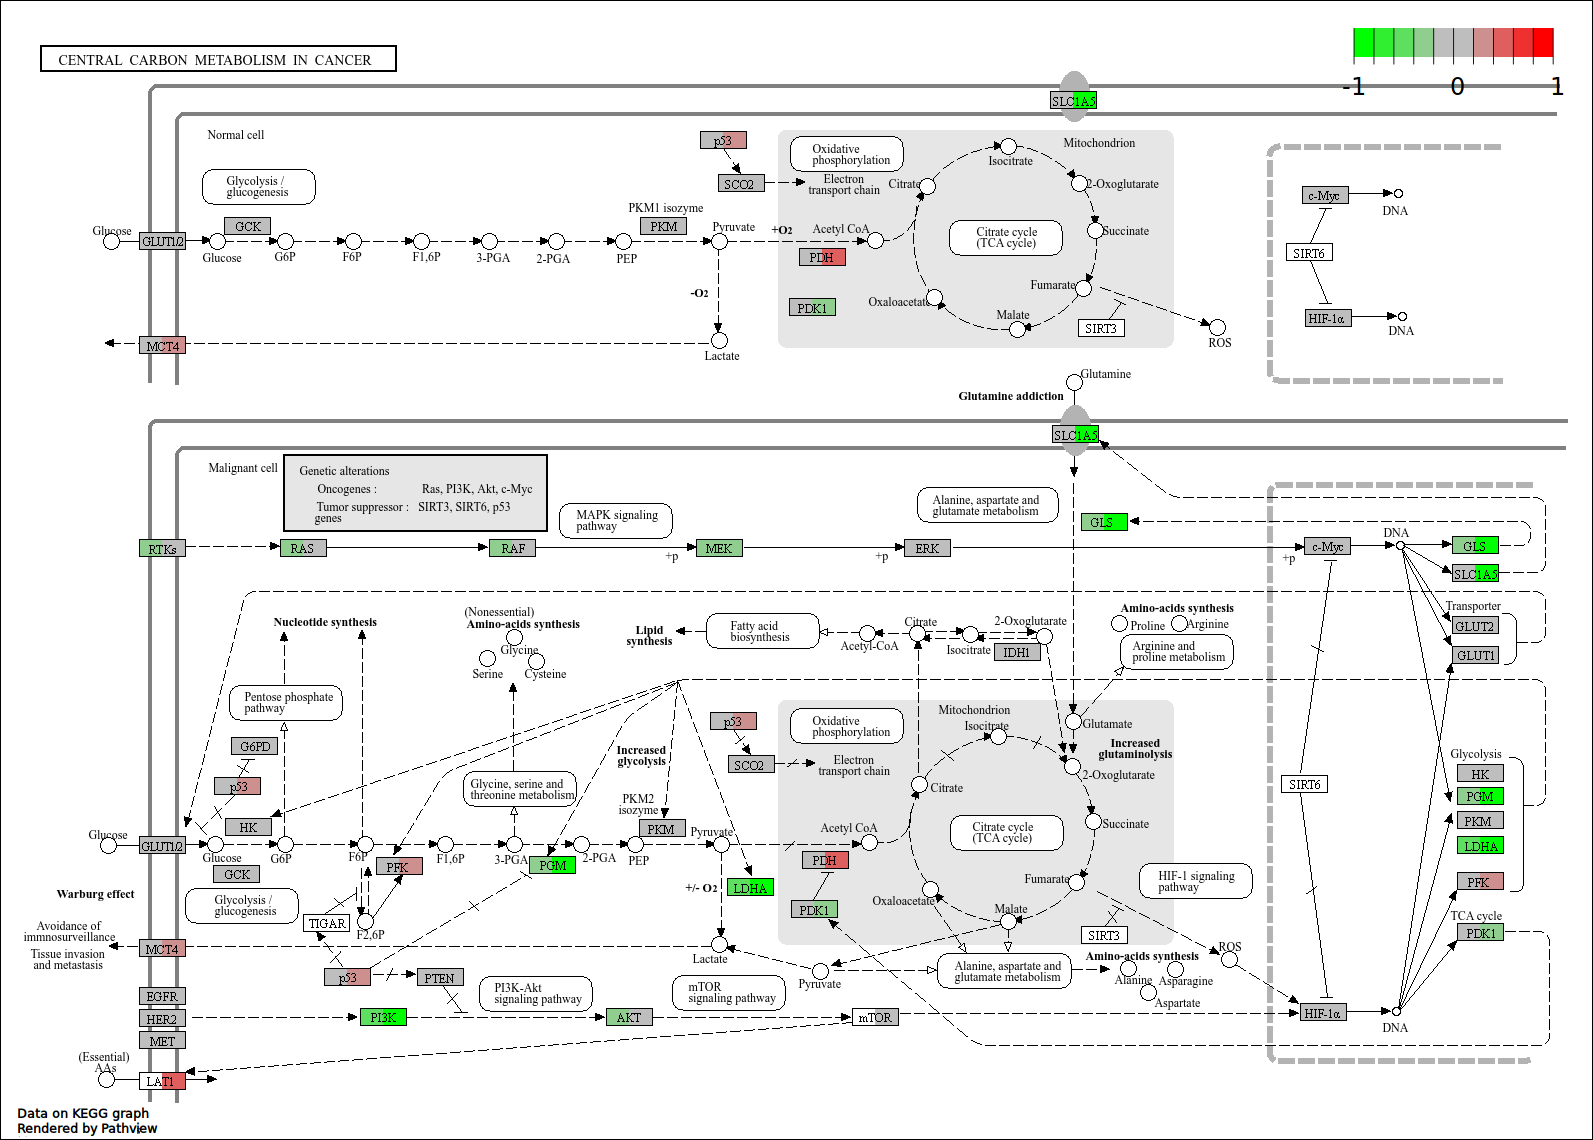 CENTRAL CARBON METABOLISM IN CANCER
-1 0 1
SLC1A5
Normal cell
p53
Oxidative
phosphorylation
Mitochondrion
Isocitrate
Glycolysis /
glucogenesis
SCO2
Electron
transport chain
Citrate
2-Oxoglutarate
c-Myc
DNA
PKM1 isozyme
GCK
PKM
Glucose
GLUT1/2
Pyruvate
+O2
Acetyl CoA
Citrate cycle
(TCA cycle)
Succinate
SIRT6
Glucose
G6P
F6P
F1,6P
3-PGA
2-PGA
PEP
PDH
-O2
Fumarate
Oxaloacetate
PDK1
Malate
SIRT3
HIF-1α
DNA
MCT4
Lactate
ROS
Glutamine
Glutamine addiction
SLC1A5
Malignant cell
Genetic alterations
Oncogenes : Ras, PI3K, Akt, c-Myc
Tumor suppressor : SIRT3, SIRT6, p53
genes
MAPK signaling
pathway
Alanine, aspartate and
glutamate metabolism
GLS
RTKs
RAS
RAF
+p
MEK
+p
ERK
+p
c-Myc
DNA
GLS
SLC1A5
Transporter
GLUT2
GLUT1
Nucleotide synthesis
(Nonessential)
Amino-acids synthesis
Glycine
Serine
Cysteine
Lipid
synthesis
Fatty acid
biosynthesis
Acetyl-CoA
Citrate
Isocitrate
2-Oxoglutarate
IDH1
Amino-acids synthesis
Proline
Arginine
Arginine and
proline metabolism
Pentose phosphate
pathway
p53
Oxidative
phosphorylation
Mitochondrion
Isocitrate
Glutamate
Increased
glutaminolysis
G6PD
Increased
glycolysis
SCO2
Electron
transport chain
2-Oxoglutarate
Glycolysis
HK
PGM
PKM
LDHA
PFK
TCA cycle
PDK1
p53
Glycine, serine and
threonine metabolism
Citrate
SIRT6
PKM2
isozyme
HK
PKM
Glucose
GLUT1/2
Pyruvate
Acetyl CoA
Citrate cycle
(TCA cycle)
Succinate
Glucose
G6P
F6P
F1,6P
3-PGA
2-PGA
PEP
GCK
PFK
PGM
PDH
Warburg effect
Glycolysis /
glucogenesis
+/- O2
LDHA
Fumarate
HIF-1 signaling
pathway
Oxaloacetate
PDK1
Malate
SIRT3
TIGAR
F2,6P
Avoidance of
immnosurveillance
Tissue invasion
and metastasis
MCT4
Lactate
ROS
Amino-acids synthesis
p53
PTEN
Pyruvate
Alanine, aspartate and
glutamate metabolism
Alanine
Asparagine
Aspartate
EGFR
PI3K-Akt
signaling pathway
mTOR
signaling pathway
HER2
PI3K
AKT
mTOR
HIF-1α
DNA
MET
(Essential)
AAs
LAT1
Data on KEGG graph
Rendered by Pathview